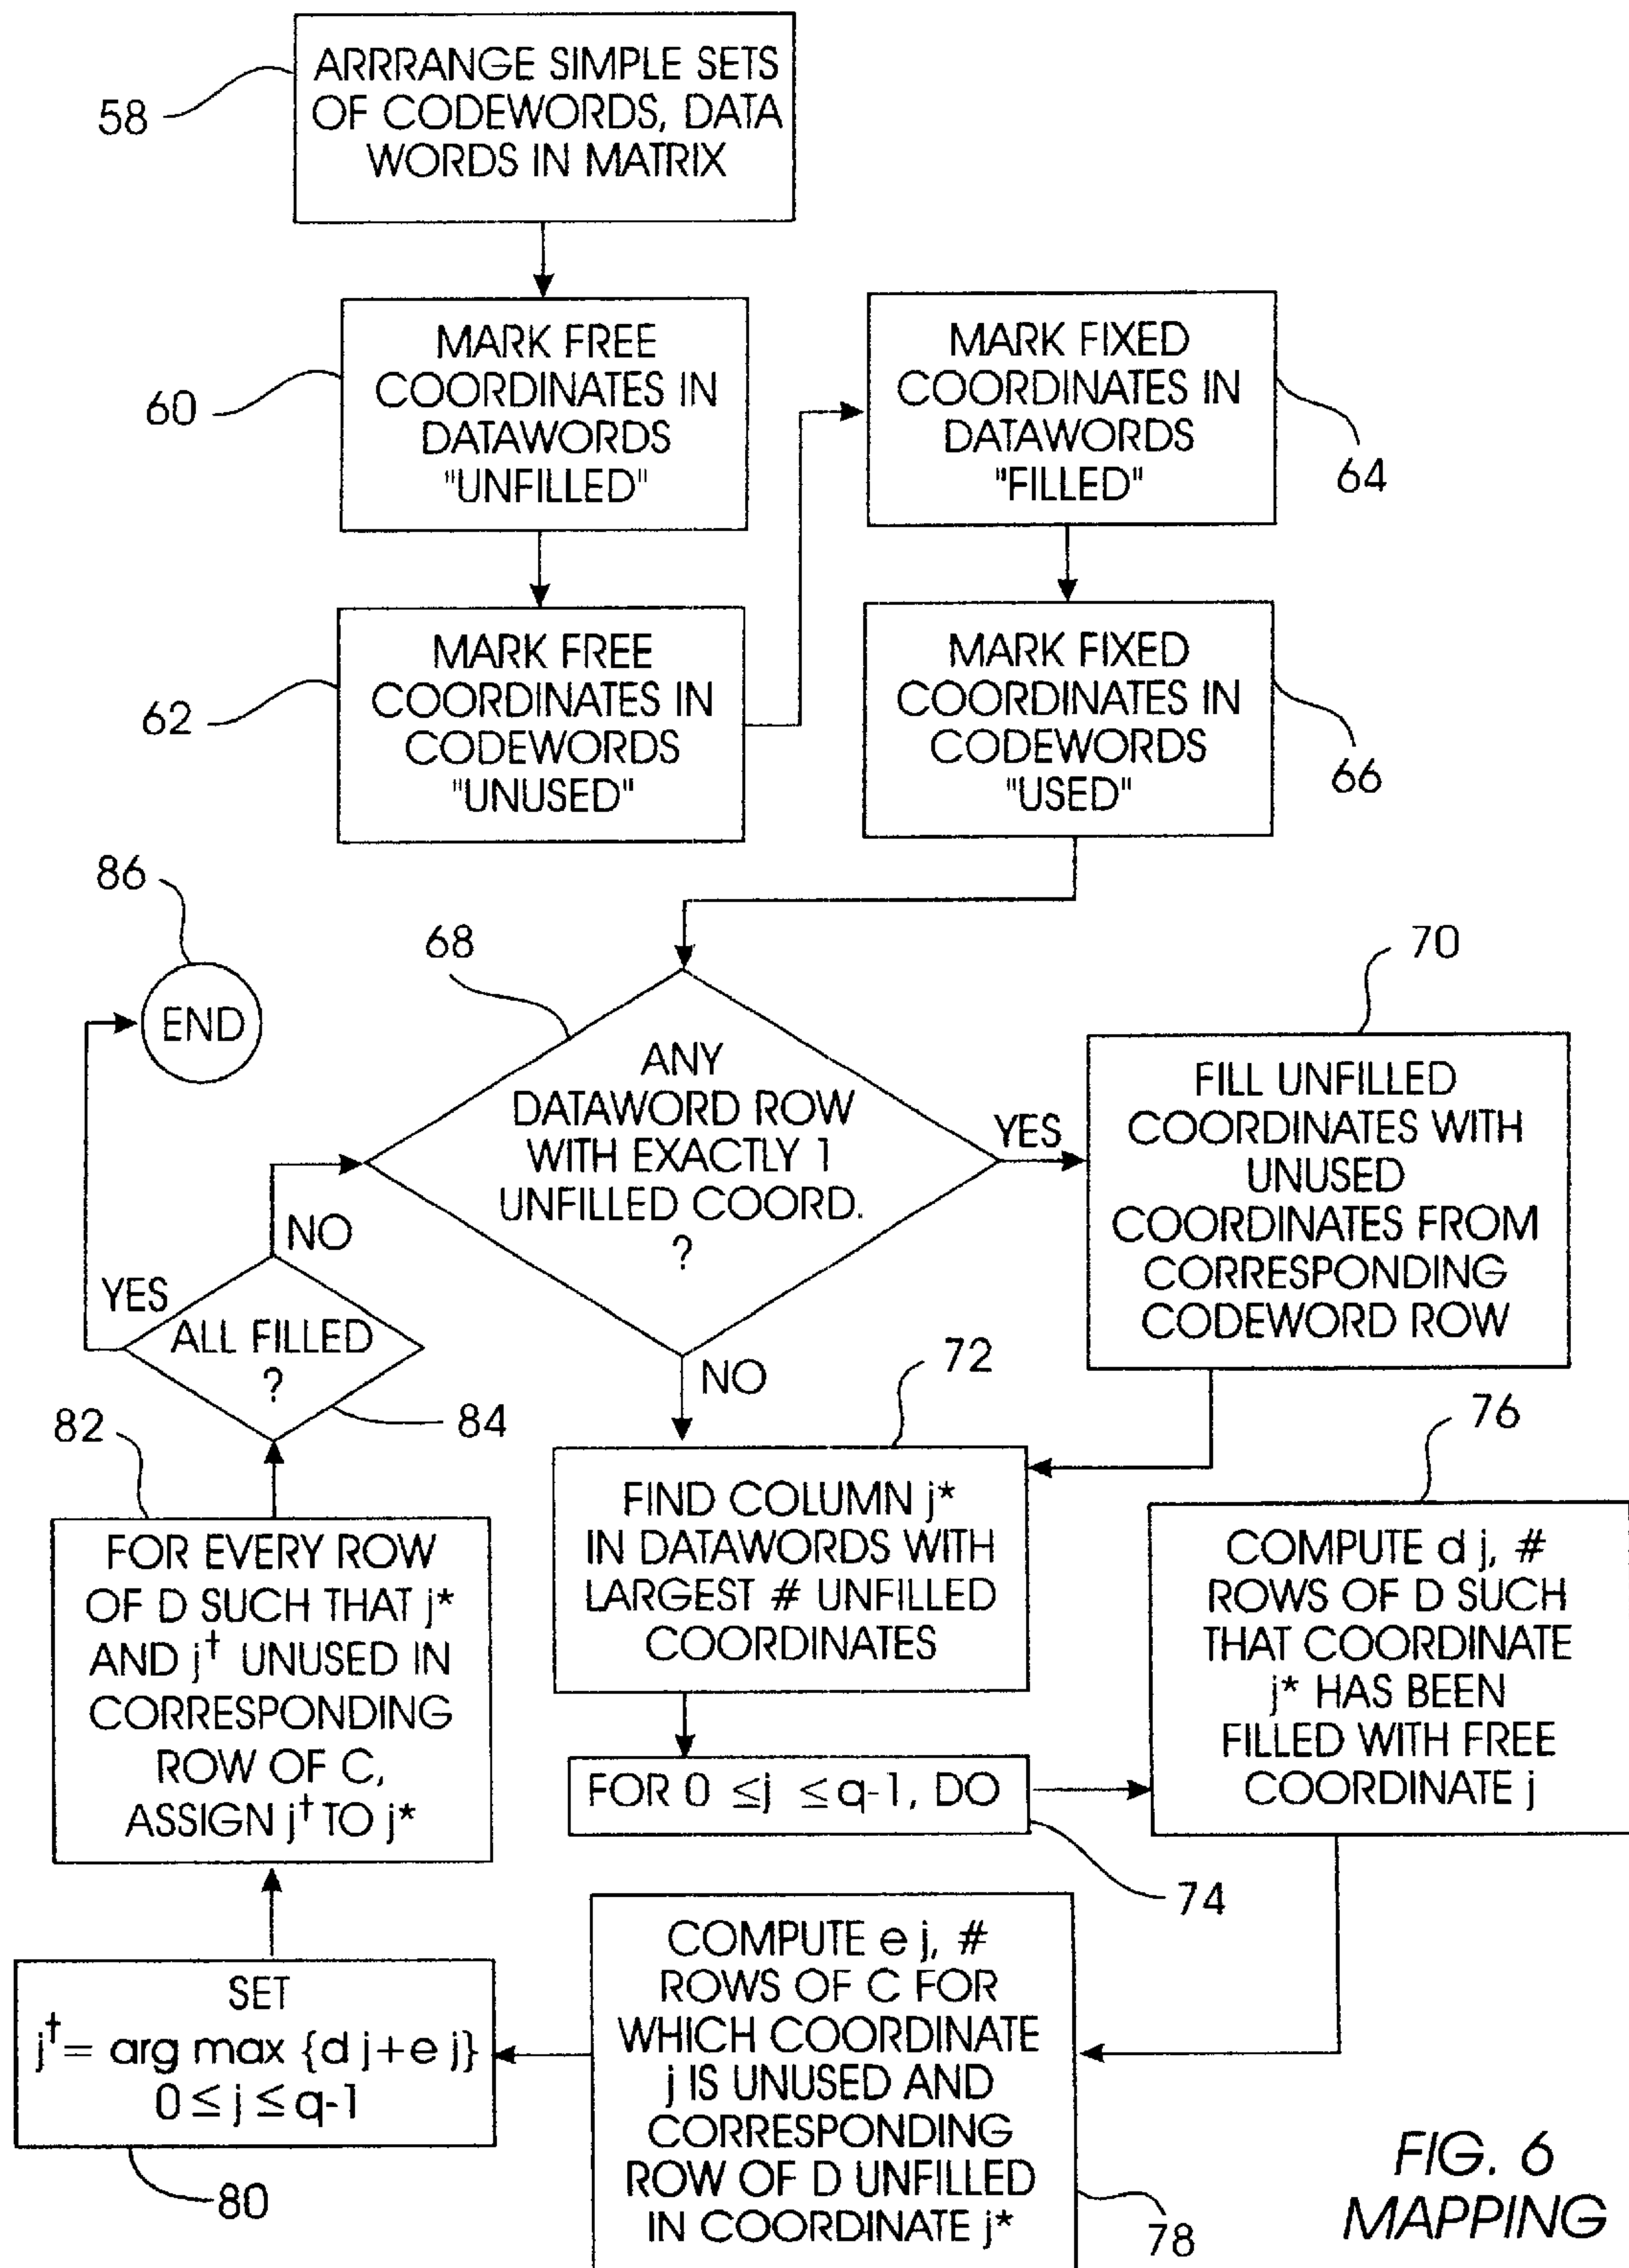 58
ARRRANGE SIMPLE SETS
OF CODEWORDS, DATA
WORDS IN MATRIX
60
MARK FREE
COORDINATES IN
DATAWORDS
"UNFILLED"
62
MARK FREE
COORDINATES IN
CODEWORDS
"UNUSED"
MARK FIXED
COORDINATES IN
DATAWORDS
"FILLED"
64
MARK FIXED
COORDINATES IN
CODEWORDS
"USED"
66
68
ANY
DATAWORD ROW
WITH EXACTLY 1
UNFILLED COORD.
?
YES
NO
70
FILL UNFILLED
COORDINATES WITH
UNUSED
COORDINATES FROM
CORRESPONDING
CODEWORD ROW
72
FIND COLUMN j*
IN DATAWORDS WITH
LARGEST # UNFILLED
COORDINATES
FOR 0 ≤j ≤q-1, DO
74
76
COMPUTE d j, #
ROWS OF D SUCH
THAT COORDINATE
j* HAS BEEN
FILLED WITH FREE
COORDINATE j
COMPUTE e j, #
ROWS OF C FOR
WHICH COORDINATE
j IS UNUSED AND
CORRESPONDING
ROW OF D UNFILLED
IN COORDINATE j*
78
SET
j† = arg max {d j+e j}
0 ≤ j ≤ q-1
80
82
FOR EVERY ROW
OF D SUCH THAT j*
AND j† UNUSED IN
CORRESPONDING
ROW OF C,
ASSIGN j† TO j*
ALL FILLED
?
84
NO
YES
86
END
FIG. 6
MAPPING